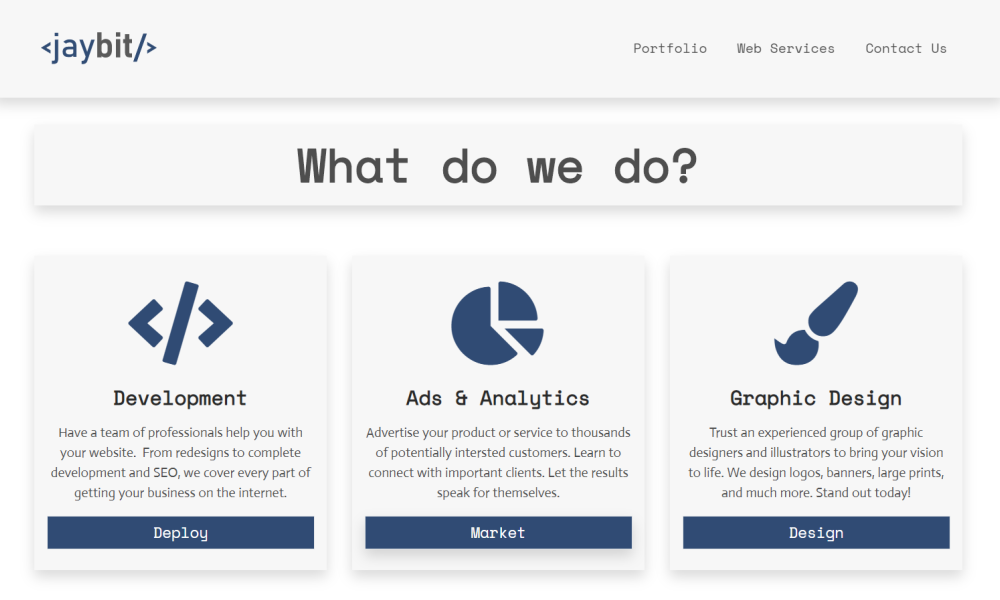 <jaybit/>
Portfolio Web Services Contact Us
What do we do?
Development
Have a team of professionals help you with
your website.  From redesigns to complete
development and SEO, we cover every part of
getting your business on the internet.
Deploy
Ads & Analytics
Advertise your product or service to thousands
of potentially intersted customers. Learn to
connect with important clients. Let the results
speak for themselves.
Market
Graphic Design
Trust an experienced group of graphic
designers and illustrators to bring your vision
to life. We design logos, banners, large prints,
and much more. Stand out today!
Design